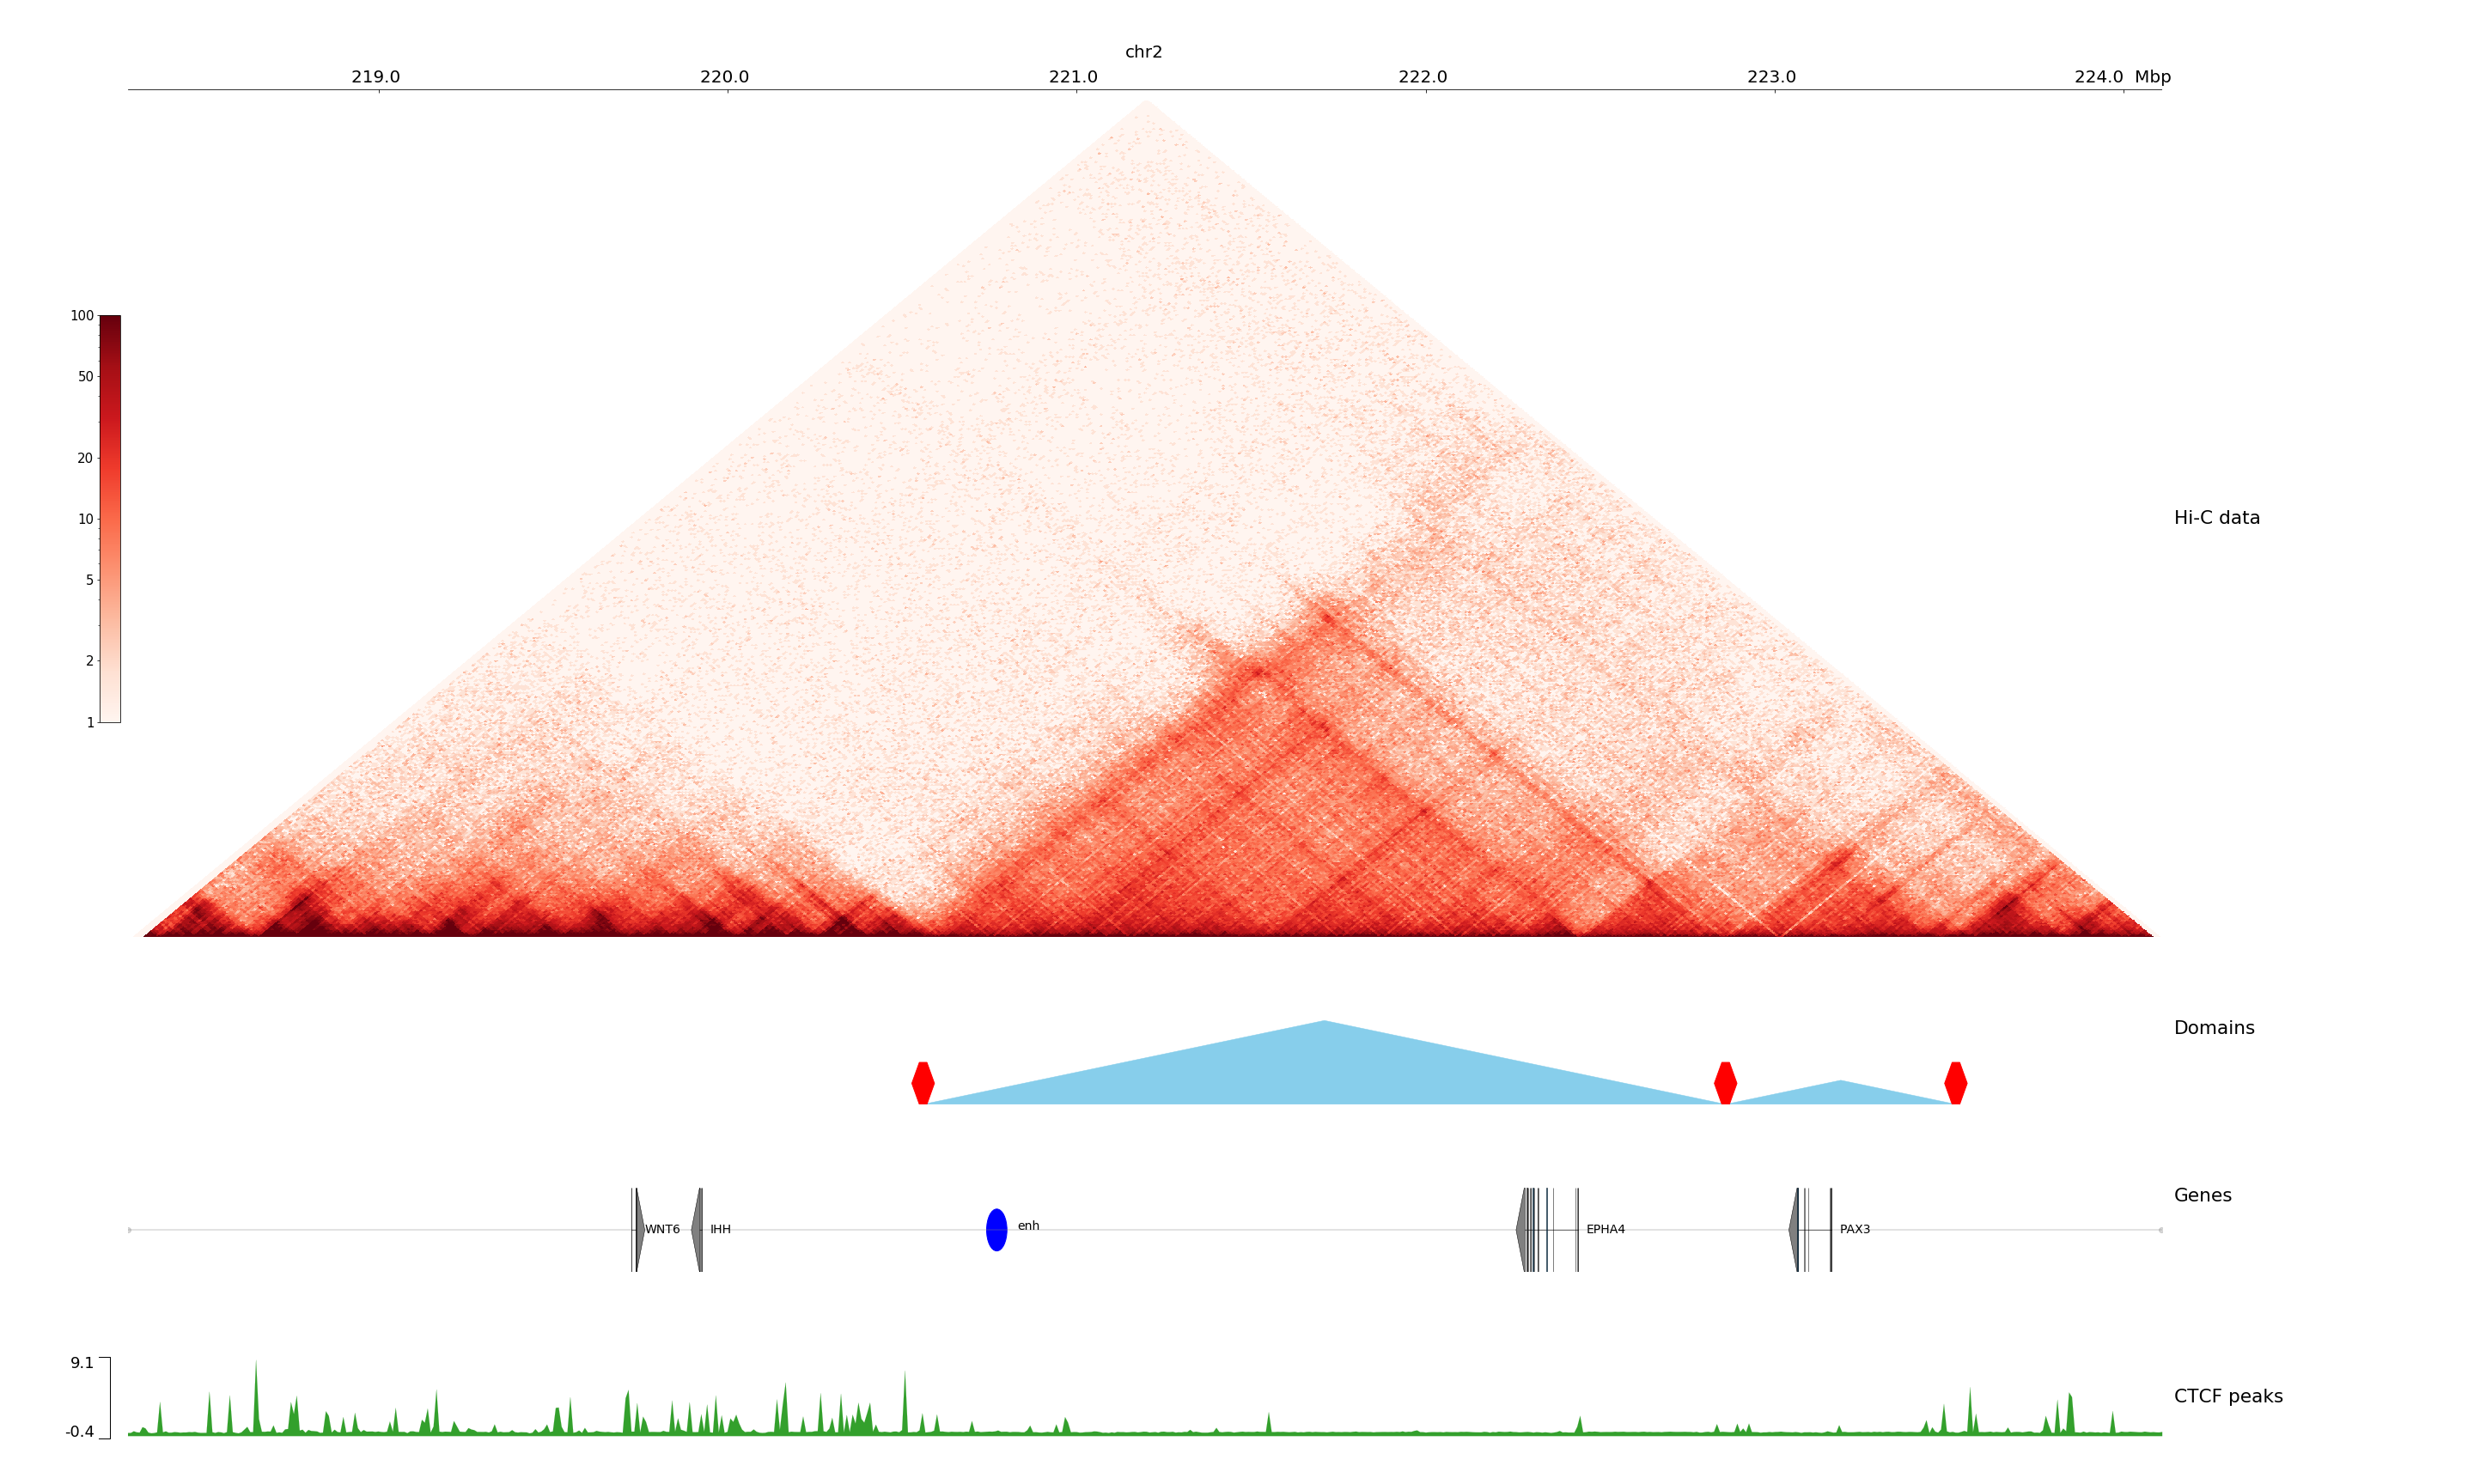 chr2
219.0 220.0 221.0 222.0 223.0 224.0 Mbp
100
50
20
10
5
2
1
Hi-C data
Domains
Genes
WNT6 IHH enh EPHA4 PAX3
9.1
-0.4
CTCF peaks